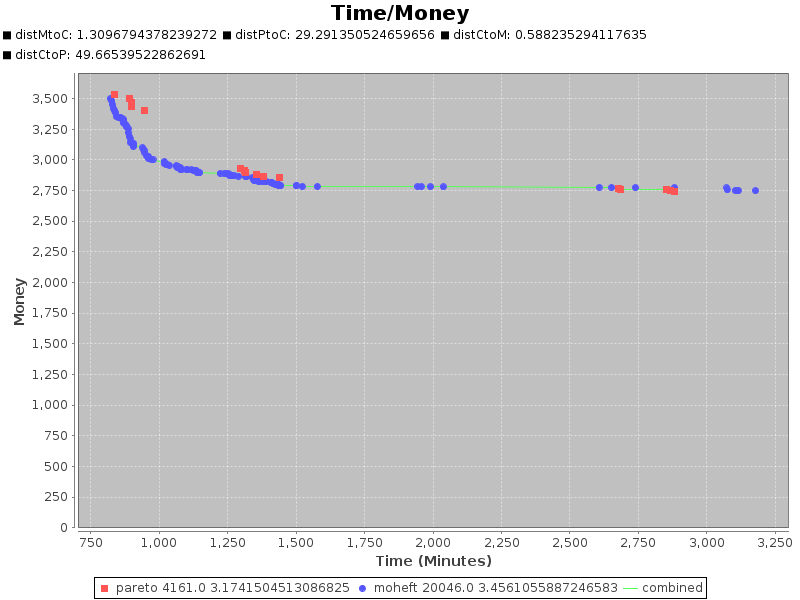 Time/Money
distMtoC: 1.3096794378239272 distPtoC: 29.291350524659656 distCtoM: 0.588235294117635
distCtoP: 49.66539522862691
3,500
3,250
3,000
2,750
2,500
2,250
2,000
1,750
1,500
1,250
1,000
750
500
250
0
Money
750 1,000 1,250 1,500 1,750 2,000 2,250 2,500 2,750 3,000 3,250
Time (Minutes)
pareto 4161.0 3.1741504513086825 moheft 20046.0 3.4561055887246583 combined